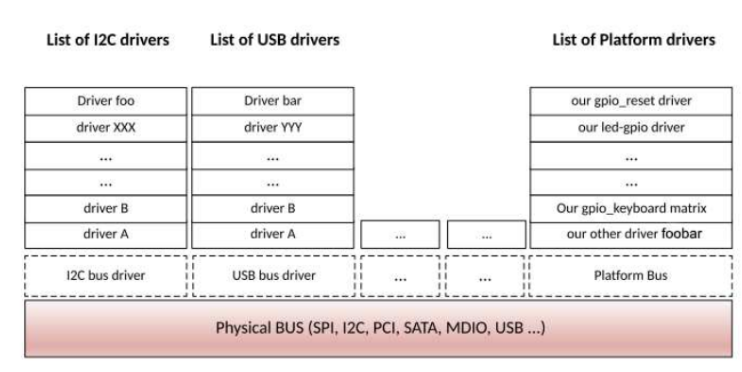 List of I2C drivers
List of USB drivers
List of Platform drivers
Driver foo
Driver bar
our gpio_reset driver
driver XXX
driver YYY
our led-gpio driver
...
...
...
...
...
...
driver B
driver B
Our gpio_keyboard matrix
driver A
driver A
...
...
our other driver foobar
I2C bus driver
USB bus driver
...
...
Platform Bus
Physical BUS (SPI, I2C, PCI, SATA, MDIO, USB ...)